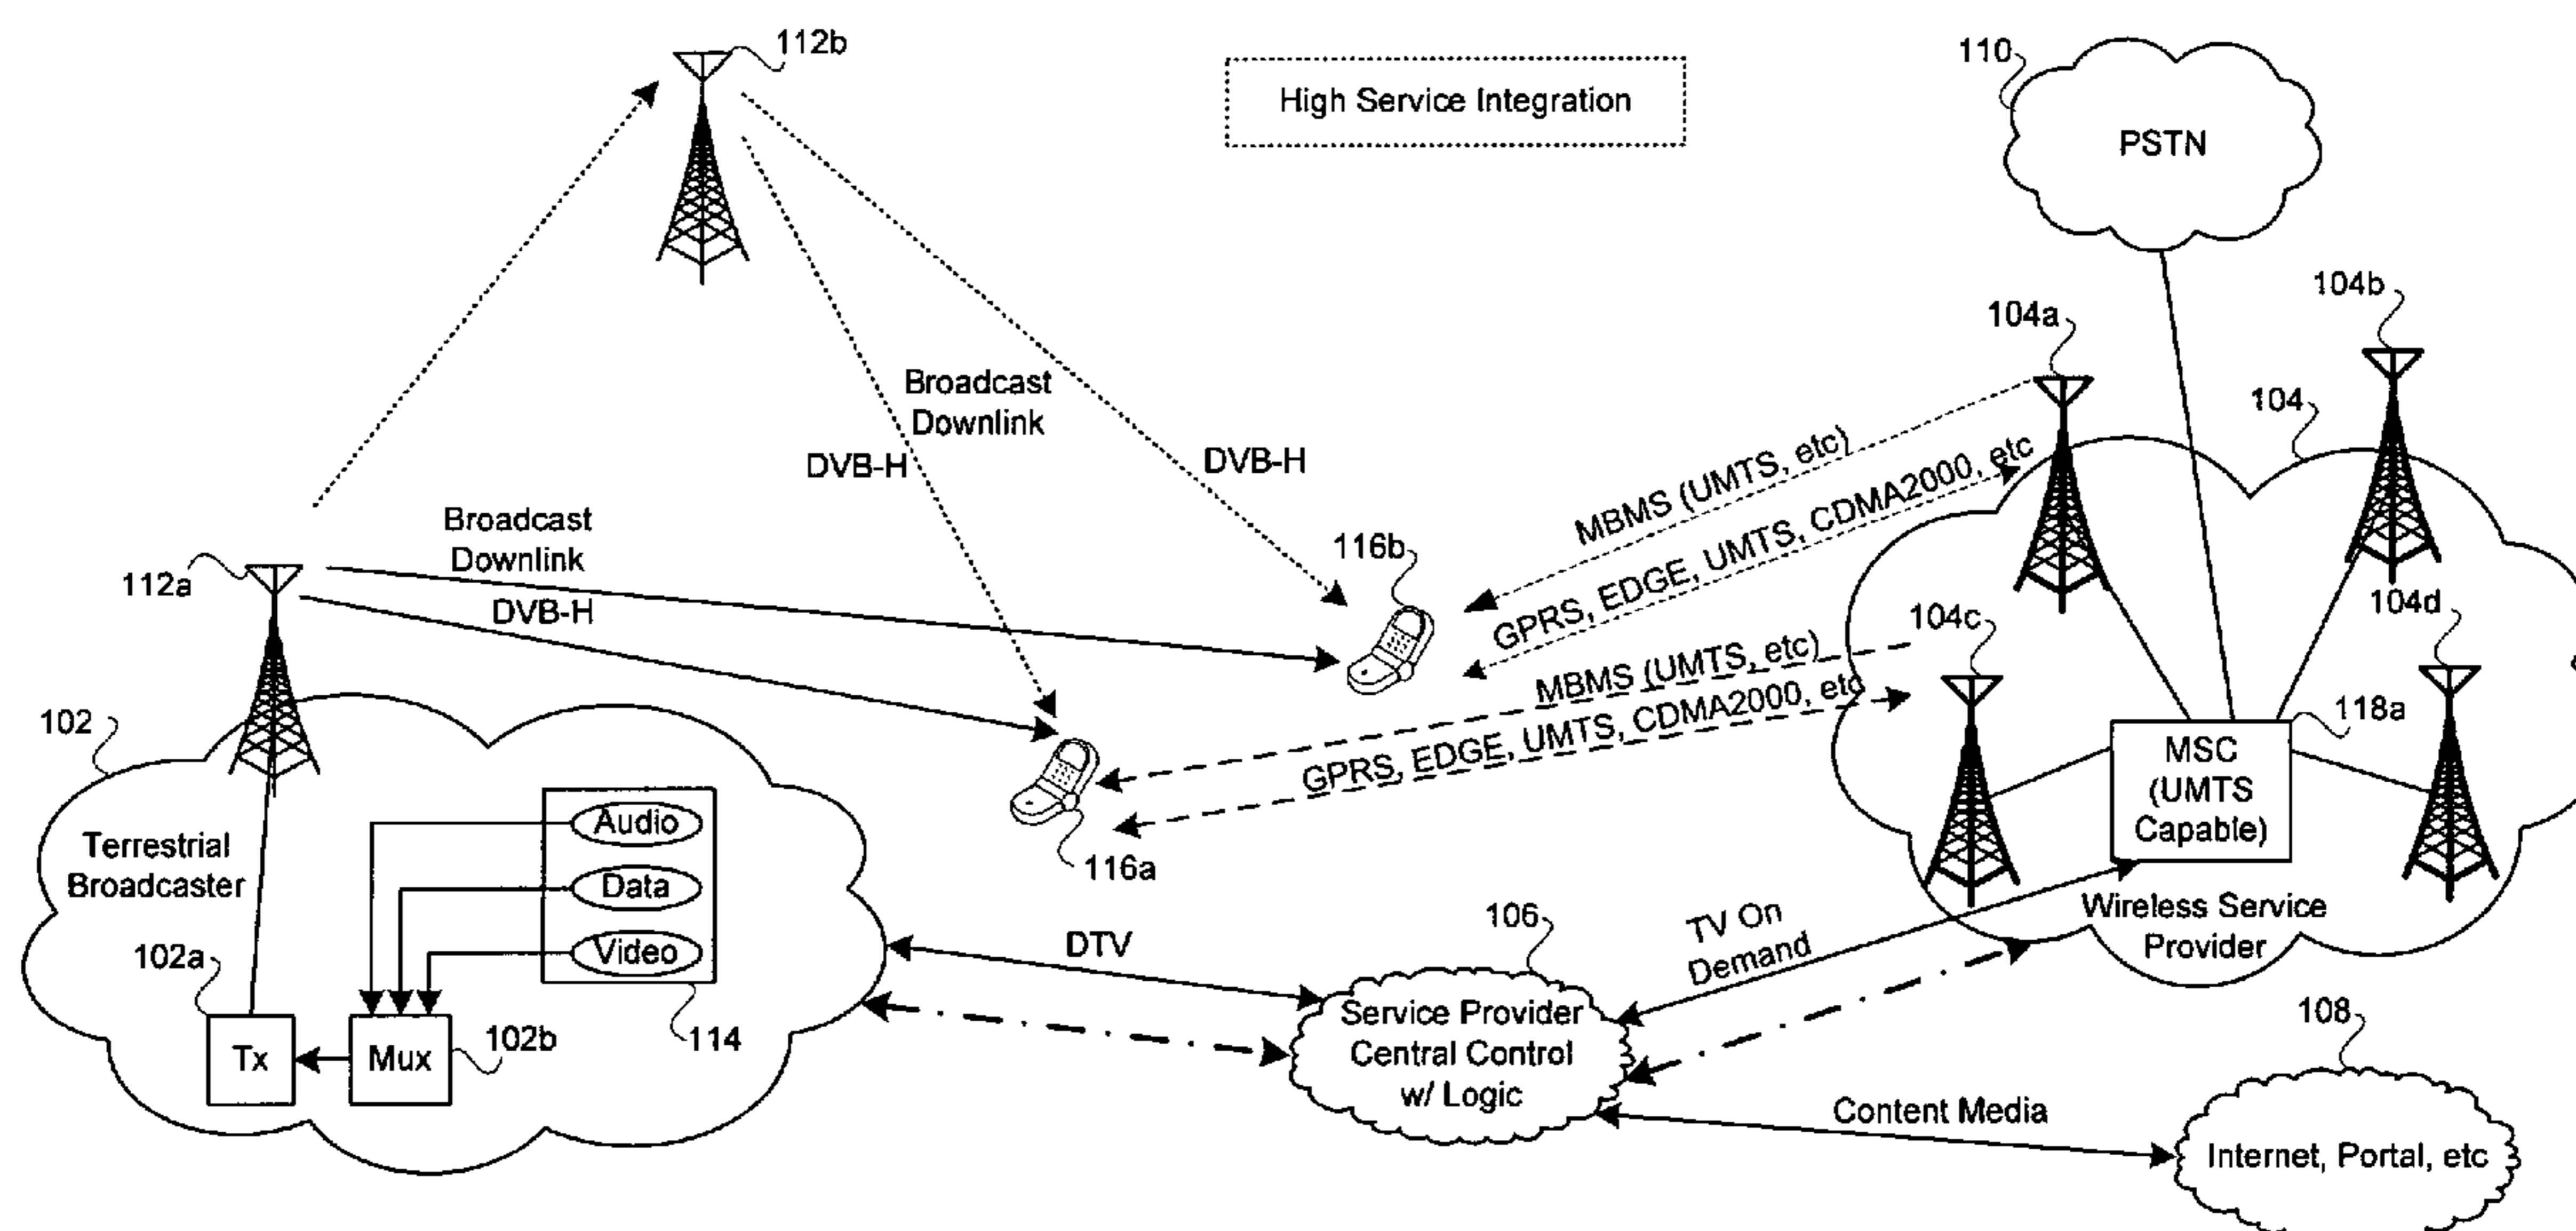 112b
High Service Integration
110
PSTN
104b
104a
104
Broadcast
Downlink
DVB-H
DVB-H
MBMS (UMTS, etc)
GPRS, EDGE, UMTS, CDMA2000, etc
Broadcast
Downlink
112a
DVB-H
116b
104c
104d
MBMS (UMTS, etc)
GPRS, EDGE, UMTS, CDMA2000, etc
102
118a
MSC
(UMTS
Capable)
Terrestrial
Broadcaster
Audio
Data
Video
116a
106
TV On
Demand
Wireless Service
Provider
DTV
102a
Tx
Mux
102b
114
Service Provider
Central Control
w/ Logic
108
Content Media
Internet, Portal, etc